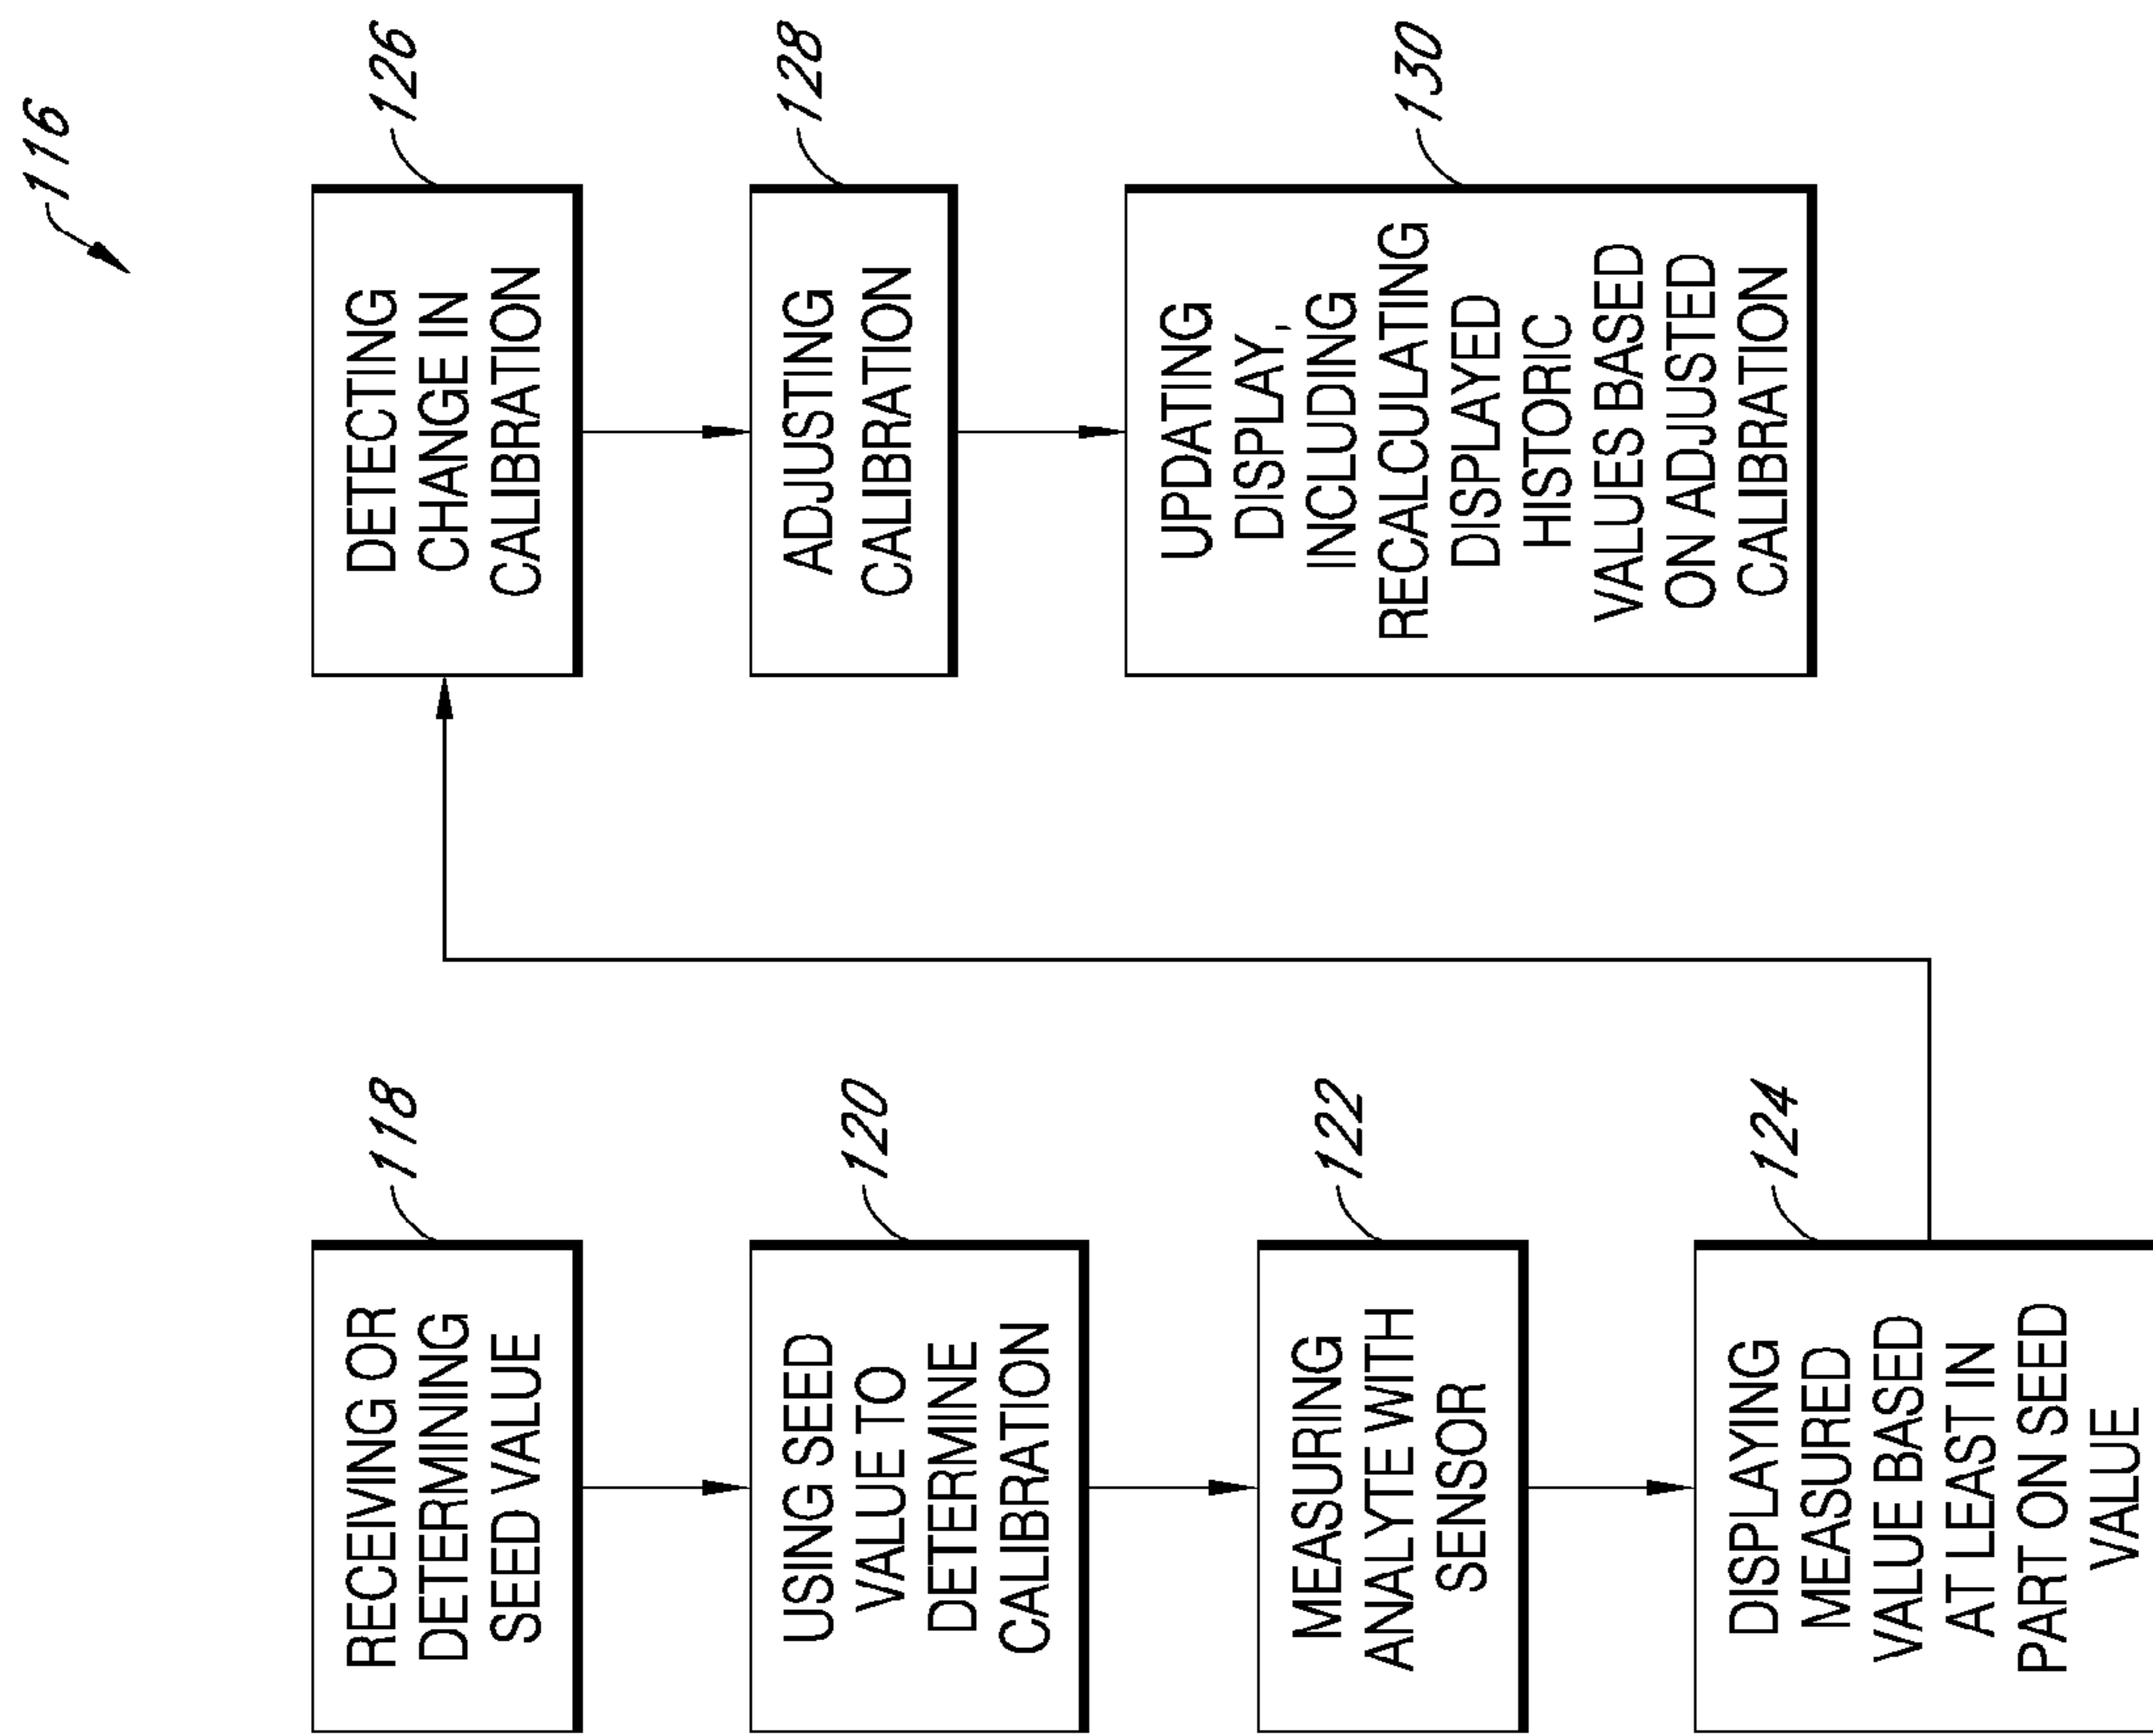 116
118
RECEIVING OR
DETERMINING
SEED VALUE
120
USING SEED
VALUE TO
DETERMINE
CALIBRATION
122
MEASURING
ANALYTE WITH
SENSOR
124
DISPLAYING
MEASURED
VALUE BASED
AT LEAST IN
PART ON SEED
VALUE
126
DETECTING
CHANGE IN
CALIBRATION
128
ADJUSTING
CALIBRATION
130
UPDATING
DISPLAY,
INCLUDING
RECALCULATING
DISPLAYED
HISTORIC
VALUES BASED
ON ADJUSTED
CALIBRATION